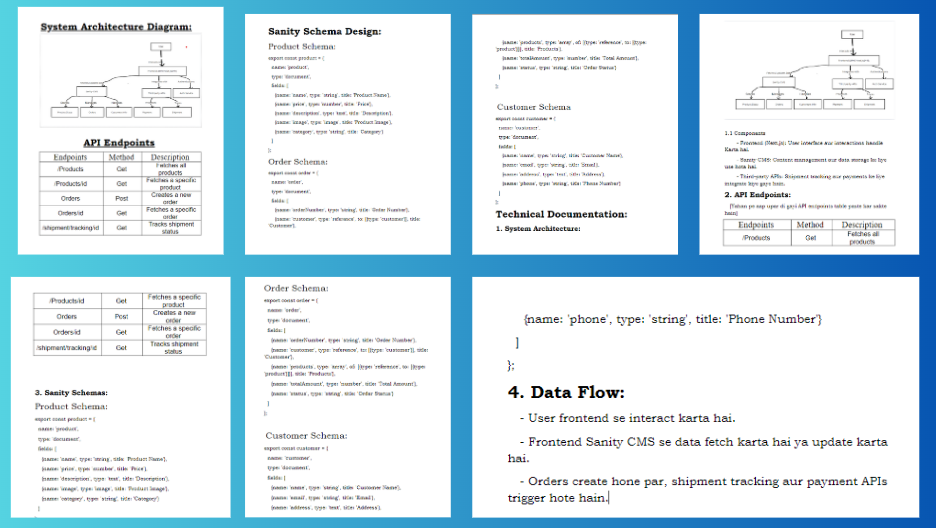 System Architecture Diagram:
API Endpoints
Endpoints Method Description
/Products Get Fetches all
products
/Products/id Get Fetches a specific
product
Orders Post Creates a new
order
Orders/id Get Fetches a specific
order
/shipment/tracking/id Get Tracks shipment
status
Sanity Schema Design:
Product Schema:
export const product = {
name: 'product',
type: 'document',
fields: [
{name: 'name', type: 'string', title: 'Product Name'},
{name: 'price', type: 'number', title: 'Price'},
{name: 'description', type: 'text', title: 'Description'},
{name: 'image', type: 'image', title: 'Product Image'},
{name: 'category', type: 'string', title: 'Category'}
]
};
Order Schema:
export const order = {
name: 'order',
type: 'document',
fields: [
{name: 'orderNumber', type: 'string', title: 'Order Number'},
{name: 'customer', type: 'reference', to: [{type: 'customer'}], title:
'Customer'},
{name: 'products', type: 'array', of: [{type: 'reference', to: [{type:
'product'}]}], title: 'Products'},
{name: 'totalAmount', type: 'number', title: 'Total Amount'},
{name: 'status', type: 'string', title: 'Order Status'}
]
};
Customer Schema
export const customer = {
name: 'customer',
type: 'document',
fields: [
{name: 'name', type: 'string', title: 'Customer Name'},
{name: 'email', type: 'string', title: 'Email'},
{name: 'address', type: 'text', title: 'Address'},
{name: 'phone', type: 'string', title: 'Phone Number'}
]
};
Technical Documentation:
1. System Architecture:
1.1 Components
- Frontend (Next.js): User interface aur interactions handle
karta hai.
- Sanity CMS: Content management aur data storage ke liye
use hota hai.
- Third-party APIs: Shipment tracking aur payments ke liye
integrate kiye gaye hain.
2. API Endpoints:
Endpoints Method Description
/Products Get Fetches all
products
/Products/id Get Fetches a specific
product
Orders Post Creates a new
order
Orders/id Get Fetches a specific
order
/shipment/tracking/id Get Tracks shipment
status
3. Sanity Schemas:
Product Schema:
export const product = {
name: 'product',
type: 'document',
fields: [
{name: 'name', type: 'string', title: 'Product Name'},
{name: 'price', type: 'number', title: 'Price'},
{name: 'description', type: 'text', title: 'Description'},
{name: 'image', type: 'image', title: 'Product Image'},
{name: 'category', type: 'string', title: 'Category'}
]
Order Schema:
export const order = {
name: 'order',
type: 'document',
fields: [
{name: 'orderNumber', type: 'string', title: 'Order Number'},
{name: 'customer', type: 'reference', to: [{type: 'customer'}], title:
'Customer'},
{name: 'products', type: 'array', of: [{type: 'reference', to: [{type:
'product'}]}], title: 'Products'},
{name: 'totalAmount', type: 'number', title: 'Total Amount'},
{name: 'status', type: 'string', title: 'Order Status'}
]
};
Customer Schema:
export const customer = {
name: 'customer',
type: 'document',
fields: [
{name: 'name', type: 'string', title: 'Customer Name'},
{name: 'email', type: 'string', title: 'Email'},
{name: 'address', type: 'text', title: 'Address'},
{name: 'phone', type: 'string', title: 'Phone Number'}
]
};
4. Data Flow:
- User frontend se interact karta hai.
- Frontend Sanity CMS se data fetch karta hai ya update karta
hai.
- Orders create hone par, shipment tracking aur payment APIs
trigger hote hain.